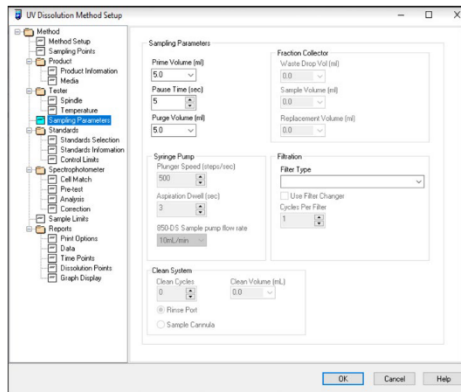 UV Dissolution Method Setup
Method
Method Setup
Sampling Points
Product
Product Information
Media
Tester
Spindle
Temperature
Sampling Parameters
Standards
Standards Selection
Standards Information
Control Limits
Spectrophotometer
Cell Match
Pre-test
Analysis
Correction
Sample Limits
Reports
Print Options
Data
Time Points
Dissolution Points
Graph Display
Sampling Parameters
Prime Volume (ml)
5.0
Pause Time (sec)
5
Purge Volume (ml)
5.0
Fraction Collector
Waste Drop Vol (ml)
0.0
Sample Volume (ml)
0.0
Replacement Volume (ml)
0.0
Syringe Pump
Plunger Speed (steps/sec)
500
Aspiration Dwell (sec)
3
850-DS Sample pump flow rate
10mL/min
Filtration
Filter Type
Use Filter Changer
Cycles Per Filter
1
Clean System
Clean Cycles
0
Clean Volume (mL)
0.0
Rinse Port
Sample Cannula
OK Cancel Help